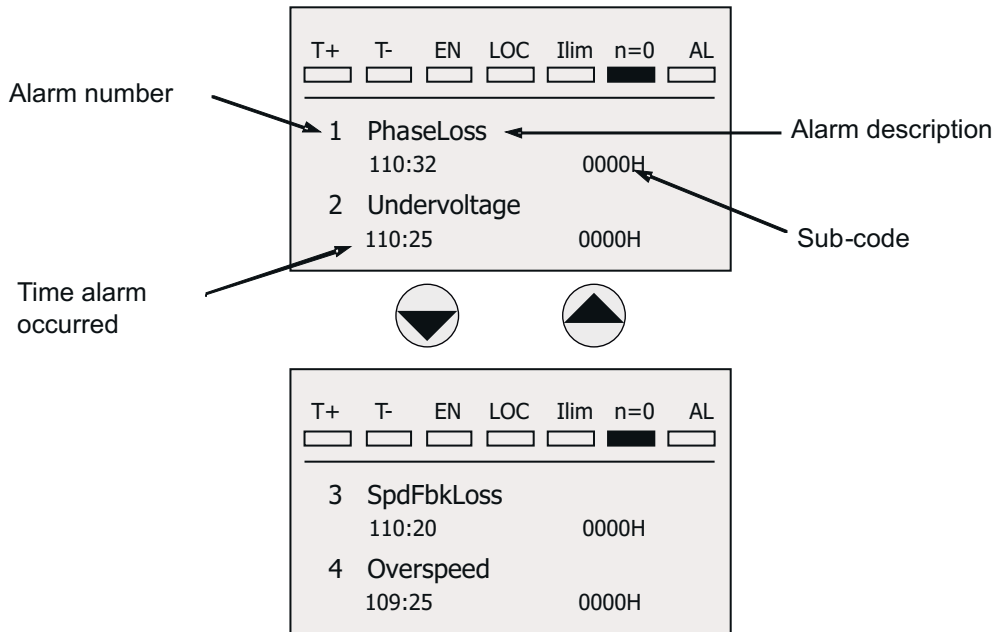 T+ T- EN LOC Ilim n=0 AL
Alarm number
1 PhaseLoss
Alarm description
110:32 0000H
2 Undervoltage
110:25 0000H
Sub-code
Time alarm
occurred
T+ T- EN LOC Ilim n=0 AL
3 SpdFbkLoss
110:20 0000H
4 Overspeed
109:25 0000H